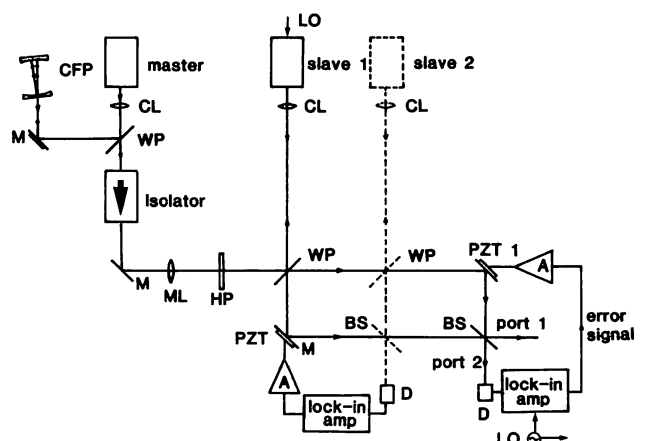 LO
CFP
master
slave 1
slave 2
CL
CL
CL
M
WP
Isolator
WP
WP
PZT 1
A
M
ML
HP
PZT
M
BS
BS
port 1
error
signal
port 2
A
lock-in
amp
D
D
lock-in
amp
LO